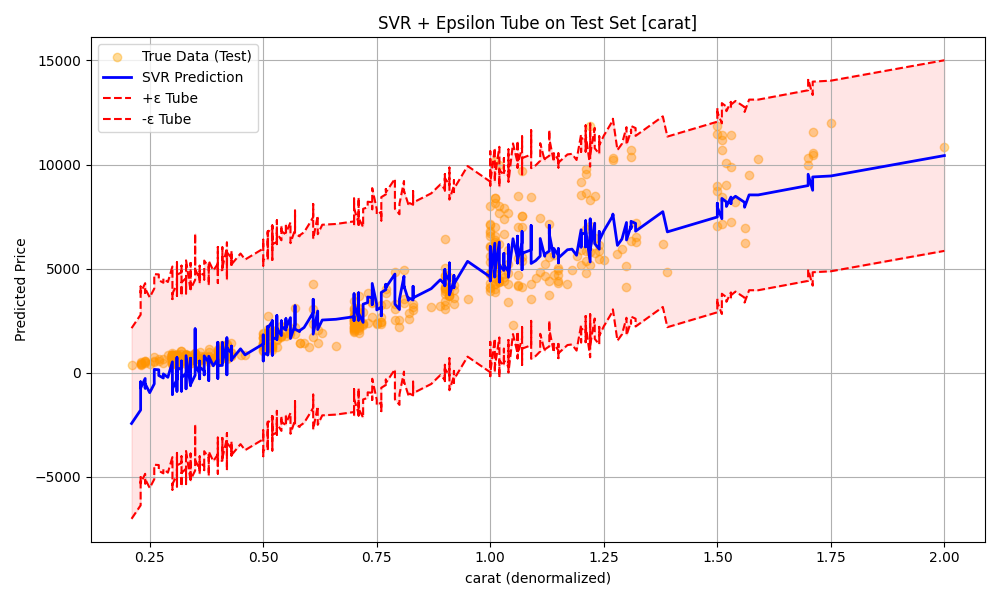 SVR + Epsilon Tube on Test Set [carat]
True Data (Test)
SVR Prediction
+ε Tube
-ε Tube
Predicted Price
15000
10000
5000
0
−5000
0.25 0.50 0.75 1.00 1.25 1.50 1.75 2.00
carat (denormalized)